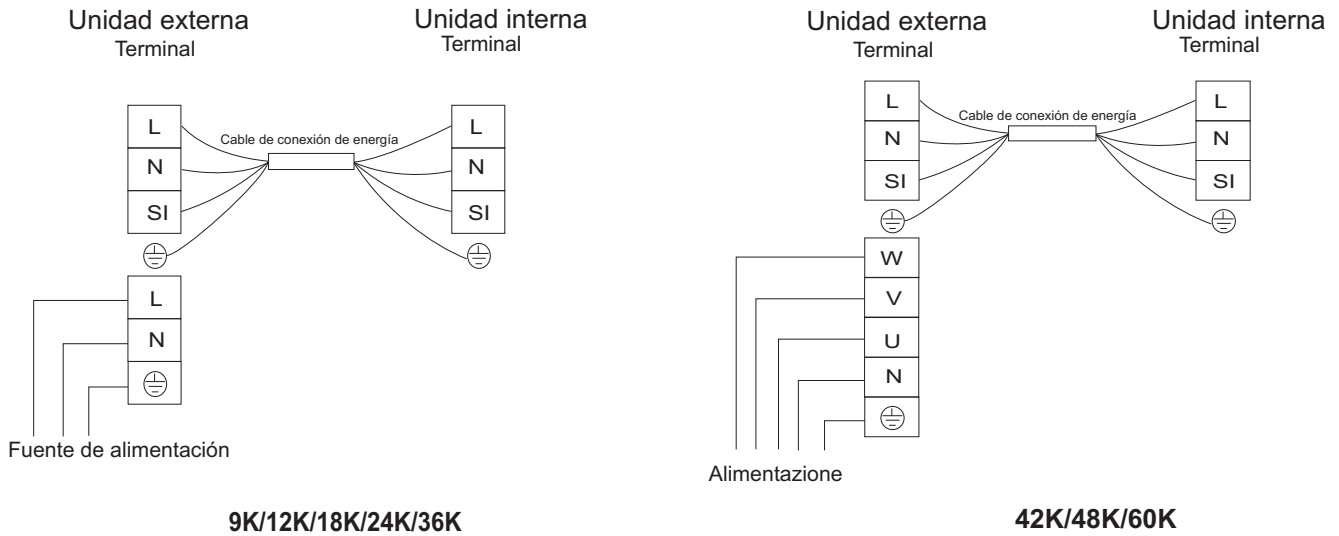 Unidad externa
Terminal
Unidad interna
Terminal
L
N
SI
Cable de conexión de energía
L
N
SI
L
N
Fuente de alimentación
9K/12K/18K/24K/36K
Unidad externa
Terminal
Unidad interna
Terminal
L
N
SI
Cable de conexión de energía
L
N
SI
W
V
U
N
Alimentazione
42K/48K/60K